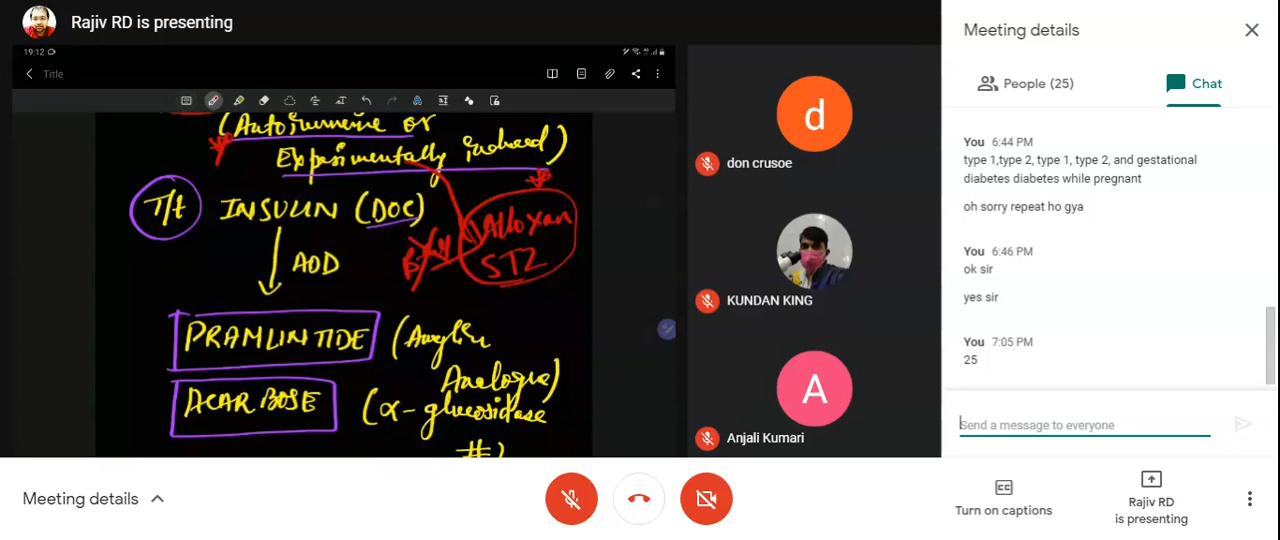 Rajiv RD is presenting
19:12
Title
(Autoimmune or
Experimentally induced)
T/t INSULIN (DOC)
Alloxan
STZ
AOD
PRAMLINTIDE (Amylin
Analogue)
ACARBOSE (α-glucosidase
d
don crusoe
KUNDAN KING
A
Anjali Kumari
Meeting details
People (25)
Chat
You 6:44 PM
type 1,type 2, type 1, type 2, and gestational
diabetes diabetes while pregnant
oh sorry repeat ho gya
You 6:46 PM
ok sir
yes sir
You 7:05 PM
25
Send a message to everyone
Meeting details
CC
Turn on captions
Rajiv RD
is presenting